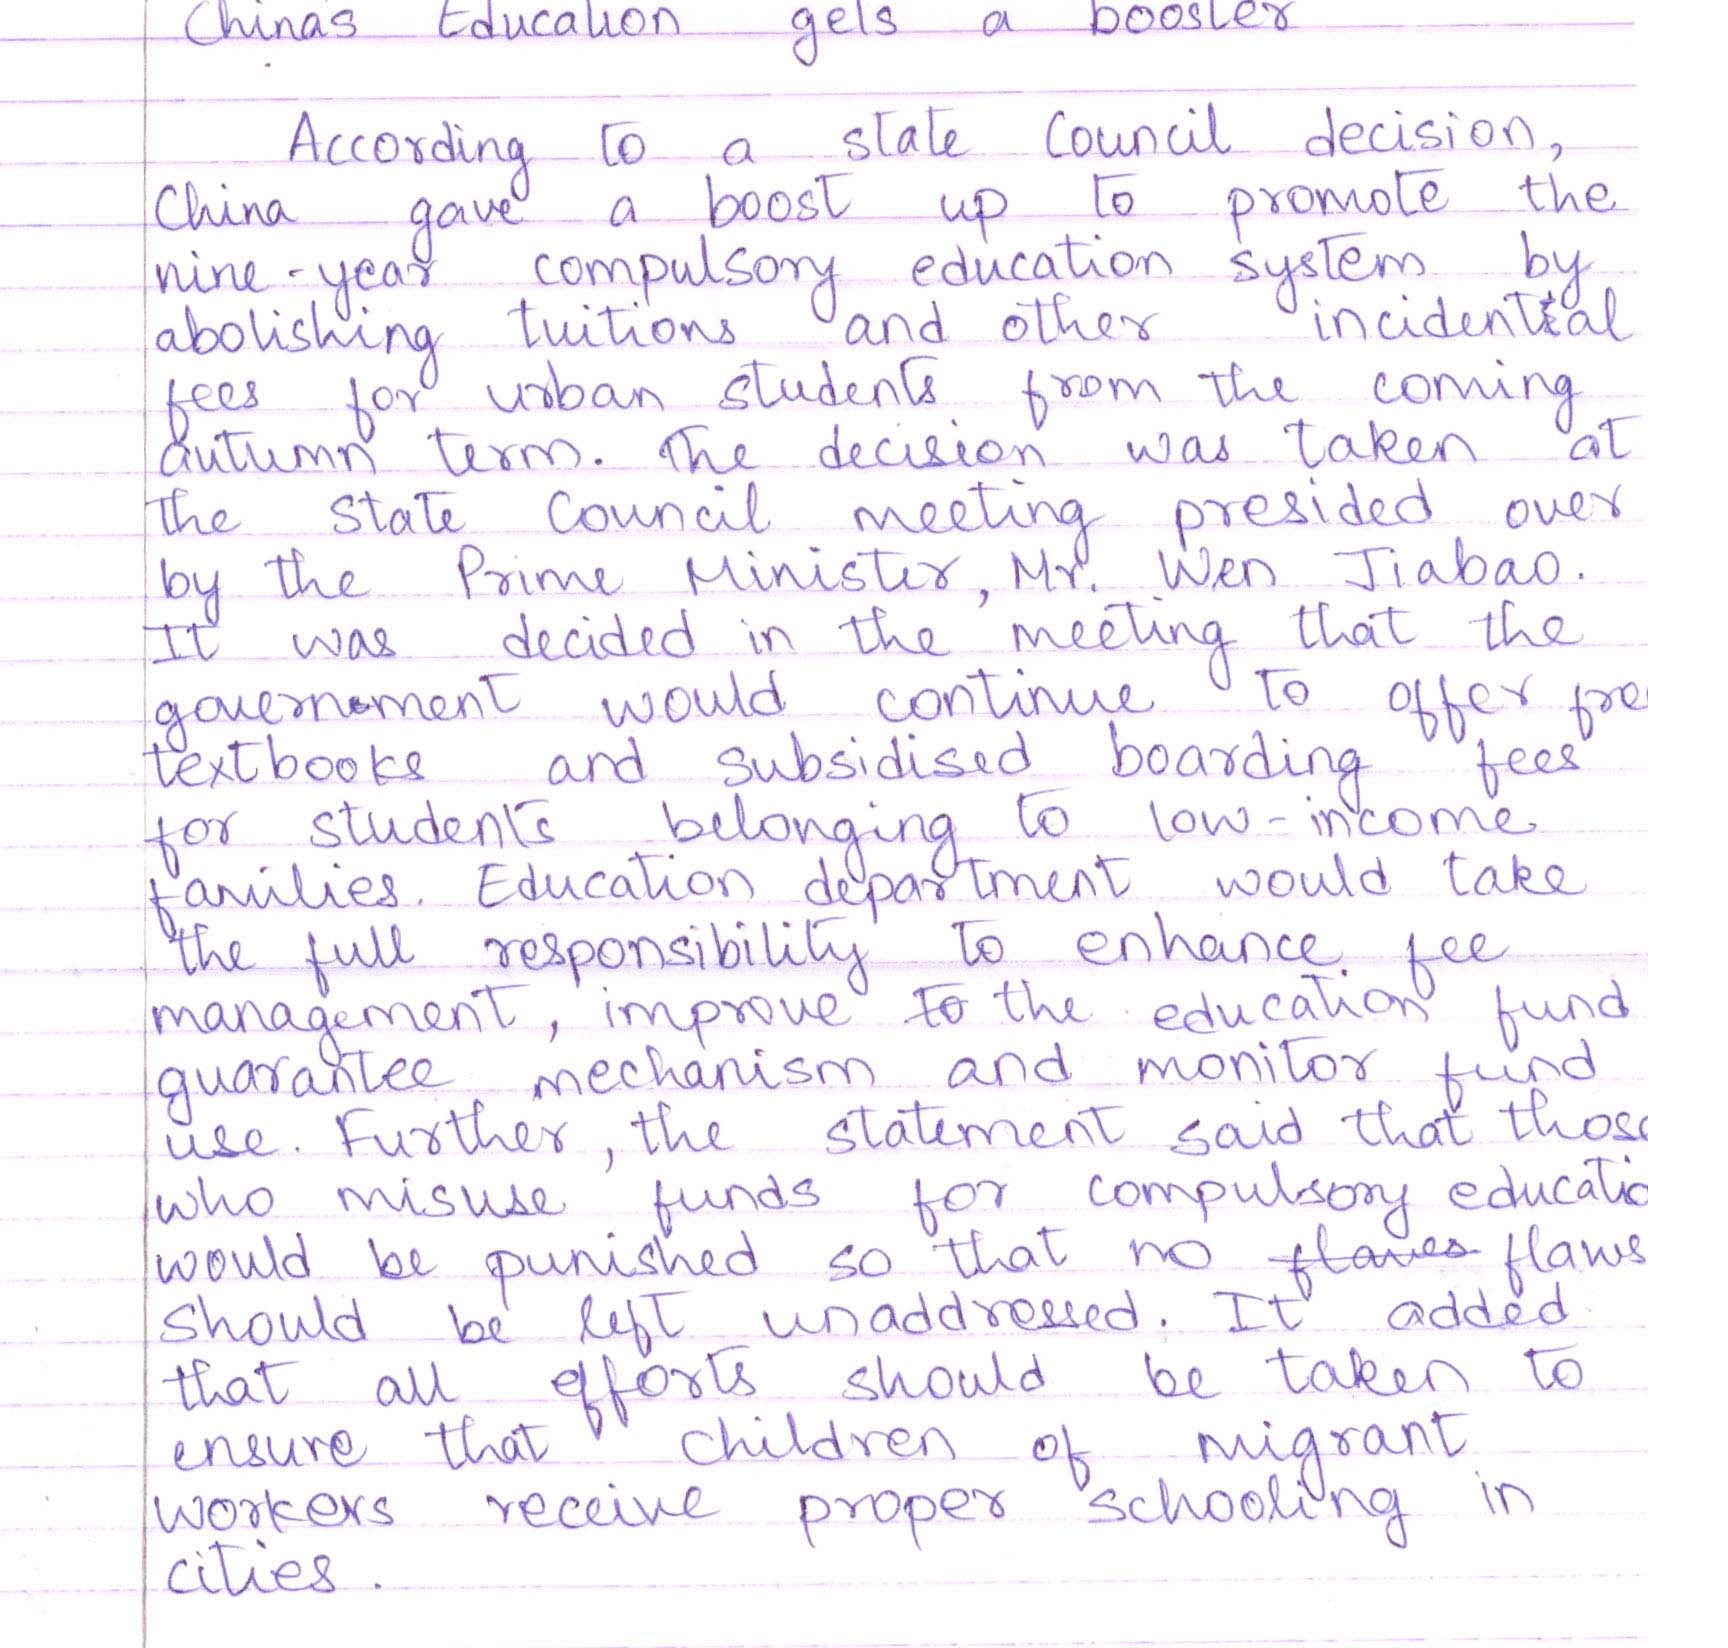 Chinas Education gets a booster
According to a state Council decision,
China gave a boost up to promote the
nine-year compulsory education system by
abolishing tuitions and other incidental
fees for urban students from the coming
autumn term. The decision was taken at
the State Council meeting presided over
by the Prime Minister, Mr. Wen Jiabao.
It was decided in the meeting that the
government would continue to offer fre
textbooks and subsidised boarding fees
for students belonging to low-income
families. Education department would take
the full responsibility to enhance fee
management, improve to the education fund
guarantee mechanism and monitor fund
use. Further, the statement said that those
who misuse funds for compulsory educatio
would be punished so that no flaws flaws
should be left unaddressed. It added
that all efforts should be taken to
ensure that children of migrant
workers receive proper schooling in
cities.